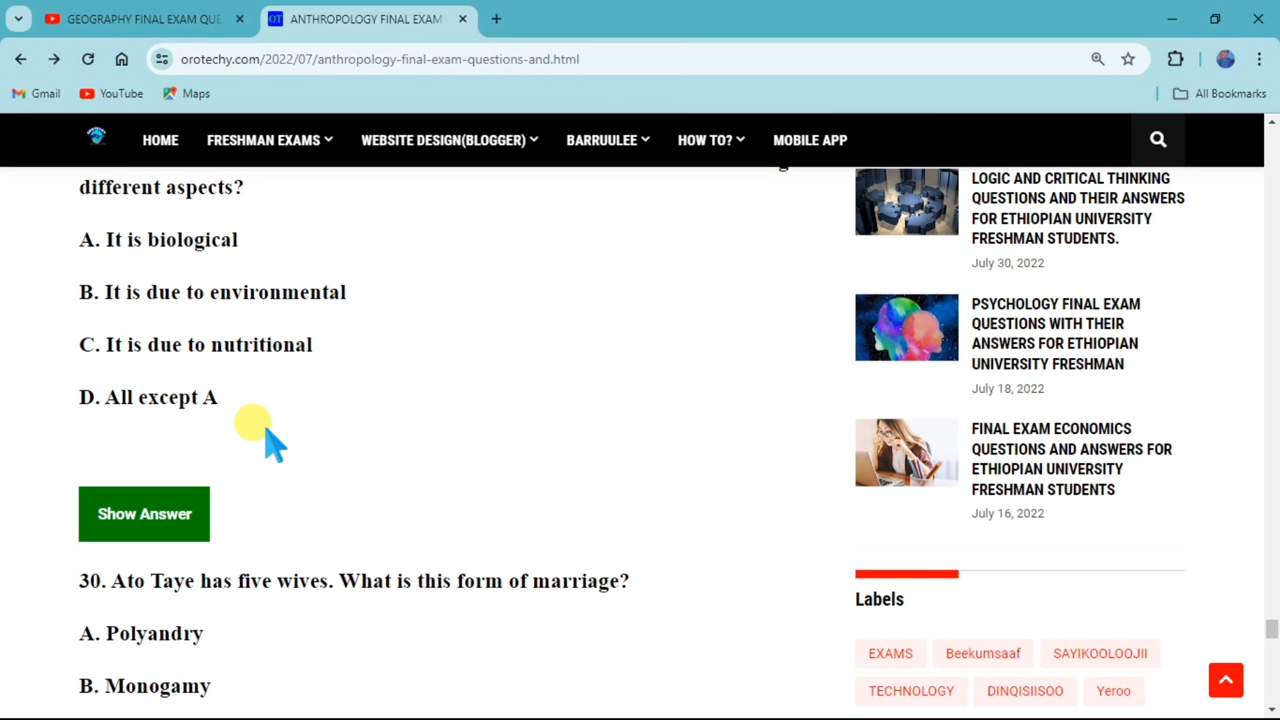 GEOGRAPHY FINAL EXAM QUE
ANTHROPOLOGY FINAL EXAM
orotechy.com/2022/07/anthropology-final-exam-questions-and.html
Gmail
YouTube
Maps
All Bookmarks
HOME
FRESHMAN EXAMS
WEBSITE DESIGN(BLOGGER)
BARRUULEE
HOW TO?
MOBILE APP
different aspects?
A. It is biological
B. It is due to environmental
C. It is due to nutritional
D. All except A
Show Answer
30. Ato Taye has five wives. What is this form of marriage?
A. Polyandry
B. Monogamy
LOGIC AND CRITICAL THINKING
QUESTIONS AND THEIR ANSWERS
FOR ETHIOPIAN UNIVERSITY
FRESHMAN STUDENTS.
July 30, 2022
PSYCHOLOGY FINAL EXAM
QUESTIONS WITH THEIR
ANSWERS FOR ETHIOPIAN
UNIVERSITY FRESHMAN
July 18, 2022
FINAL EXAM ECONOMICS
QUESTIONS AND ANSWERS FOR
ETHIOPIAN UNIVERSITY
FRESHMAN STUDENTS
July 16, 2022
Labels
EXAMS
Beekumsaaf
SAYIKOOLOOJII
TECHNOLOGY
DINQISIISOO
Yeroo